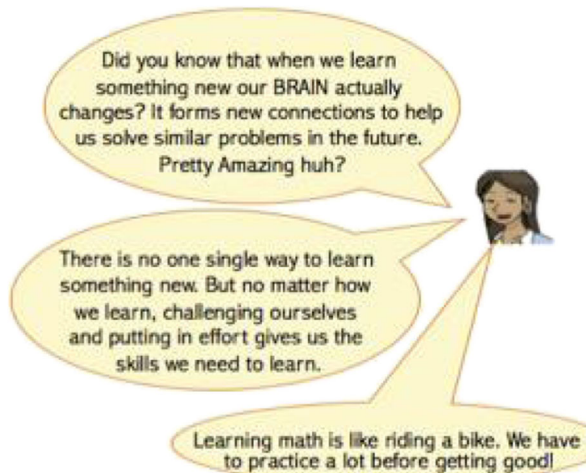 Did you know that when we learn
something new our BRAIN actually
changes? It forms new connections to help
us solve similar problems in the future.
Pretty Amazing huh?
There is no one single way to learn
something new. But no matter how
we learn, challenging ourselves
and putting in effort gives us the
skills we need to learn.
Learning math is like riding a bike. We have
to practice a lot before getting good!